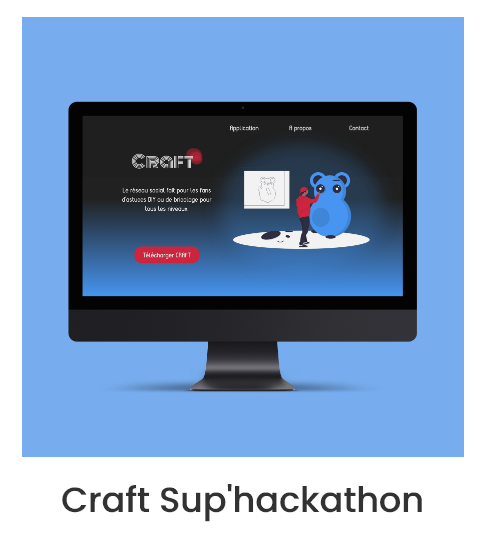 Application A propos Contact
CRAFT
Le réseau social fait pour les fans
d'astuces DIY ou de bricolage pour
tous les niveaux
Télécharger CRAFT
Craft Sup'hackathon